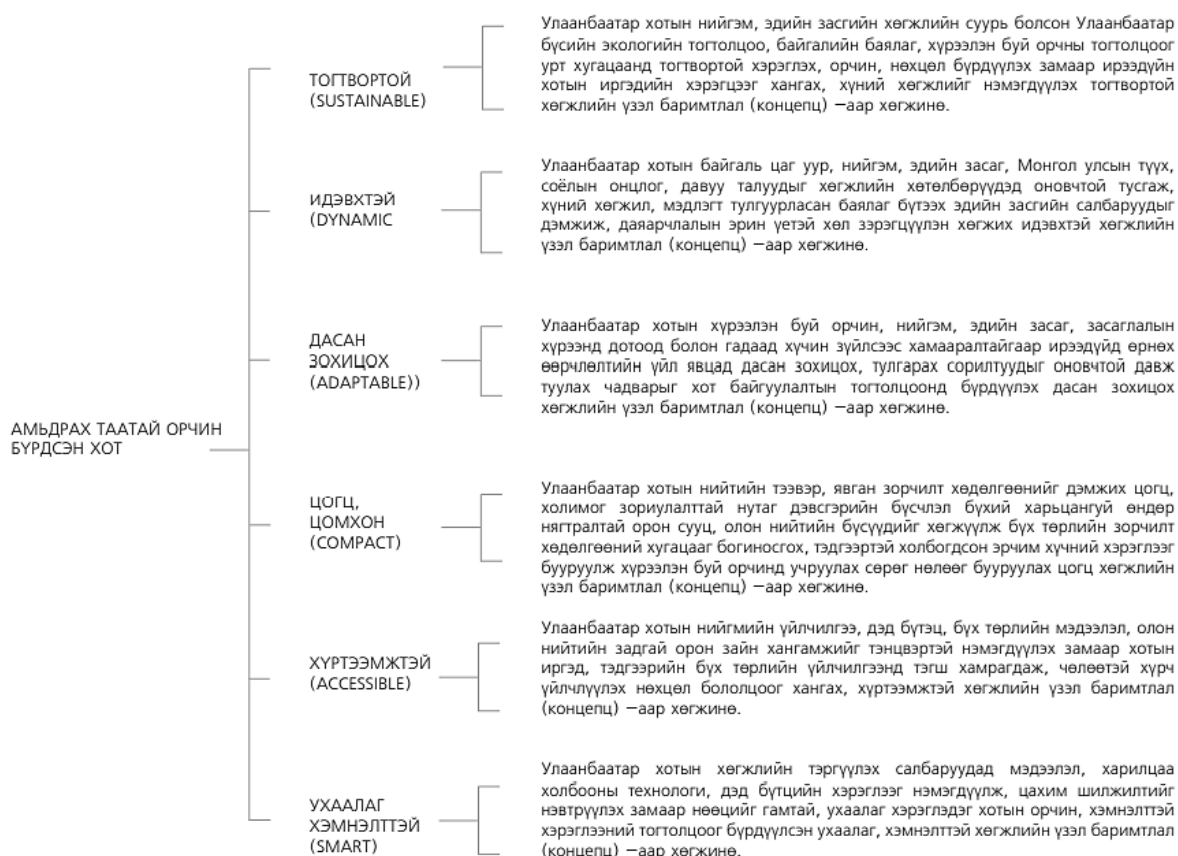 АМЬДРАХ ТААТАЙ ОРЧИН
БҮРДСЭН ХОТ
ТОГТВОРТОЙ
(SUSTAINABLE)
Улаанбаатар хотын нийгэм, эдийн засгийн хөгжлийн суурь болсон Улаанбаатар
бүсийн экологийн тогтолцоо, байгалийн баялаг, хүрээлэн буй орчны тогтолцоог
урт хугацаанд тогтвортой хэрэглэх, орчин, нөхцөл бүрдүүлэх замаар ирээдүйн
хотын иргэдийн хэрэгцээг хангах, хүний хөгжлийг нэмэгдүүлэх тогтвортой
хөгжлийн үзэл баримтлал (концепц) –аар хөгжинө.
ИДЭВХТЭЙ
(DYNAMIC
Улаанбаатар хотын байгаль цаг уур, нийгэм, эдийн засаг, Монгол улсын түүх,
соёлын онцлог, давуу талуудыг хөгжлийн хөтөлбөрүүдэд оновчтой тусгаж,
хүний хөгжил, мэдлэгт тулгуурласан баялаг бүтээх эдийн засгийн салбаруудыг
дэмжиж, даяарчлалын эрин үетэй хөл зэрэгцүүлэн хөгжих идэвхтэй хөгжлийн
үзэл баримтлал (концепц) –аар хөгжинө.
ДАСАН
ЗОХИЦОХ
(ADAPTABLE))
Улаанбаатар хотын хүрээлэн буй орчин, нийгэм, эдийн засаг, засаглалын
хүрээнд дотоод болон гадаад хүчин зүйлсээс хамааралтайгаар ирээдүйд өрнөх
өөрчлөлтийн үйл явцад дасан зохицох, тулгарах сорилтуудыг оновчтой давж
туулах чадварыг хот байгуулалтын тогтолцоонд бүрдүүлэх дасан зохицох
хөгжлийн үзэл баримтлал (концепц) –аар хөгжинө.
ЦОГЦ,
ЦОМХОН
(COMPACT)
Улаанбаатар хотын нийтийн тээвэр, явган зорчилт хөдөлгөөнийг дэмжих цогц,
холимог зориулалттай нутаг дэвсгэрийн бүсчлэл бүхий харьцангуй өндөр
нягтралтай орон сууц, олон нийтийн бүсүүдийг хөгжүүлж бүх төрлийн зорчилт
хөдөлгөөний хугацааг богиносгох, тэдгээртэй холбогдсон эрчим хүчний хэрэглээг
бууруулж хүрээлэн буй орчинд учруулах сөрөг нөлөөг бууруулах цогц хөгжлийн
үзэл баримтлал (концепц) –аар хөгжинө.
ХҮРТЭЭМЖТЭЙ
(ACCESSIBLE)
Улаанбаатар хотын нийгмийн үйлчилгээ, дэд бүтэц, бүх төрлийн мэдээлэл, олон
нийтийн задгай орон зайн хангамжийг тэнцвэртэй нэмэгдүүлэх замаар хотын
иргэд, тэдгээрийн бүх төрлийн үйлчилгээнд тэгш хамрагдаж, чөлөөтэй хүрч
үйлчлүүлэх нөхцөл бололцоог хангах, хүртээмжтэй хөгжлийн үзэл баримтлал
(концепц) –аар хөгжинө.
УХААЛАГ
ХЭМНЭЛТТЭЙ
(SMART)
Улаанбаатар хотын хөгжлийн тэргүүлэх салбаруудад мэдээлэл, харилцаа
холбооны технологи, дэд бүтцийн хэрэглээг нэмэгдүүлж, цахим шилжилтийг
нэвтрүүлэх замаар нөөцийг гамтай, ухаалаг хэрэглэдэг хотын орчин, хэмнэлттэй
хэрэглээний тогтолцоог бүрдүүлсэн ухаалаг, хэмнэлттэй хөгжлийн үзэл баримтлал
(концепц) –аар хөгжинө.